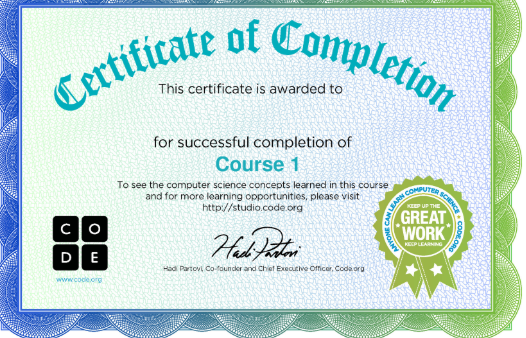 Certificate of Completion
This certificate is awarded to
for successful completion of
Course 1
To see the computer science concepts learned in this course
and for more learning opportunities, please visit
http://studio.code.org
C O
D E
www.code.org
Hadi Partovi
Hadi Partovi, Co-founder and Chief Executive Officer, Code.org
ANYONE CAN LEARN COMPUTER SCIENCE • CODE.ORG
KEEP UP THE
GREAT
WORK
KEEP LEARNING